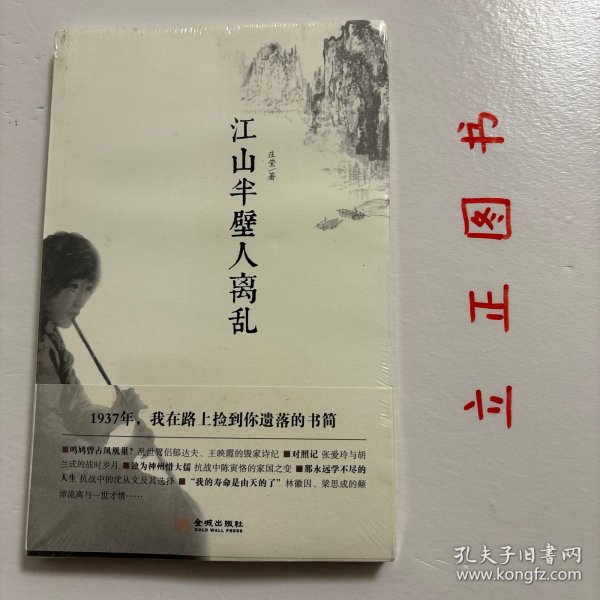 江山半壁人离乱
庄莹/著
1937年，我在路上捡到你遗落的书简
■鸣鸠曾占凤凰巢？乱世鸳侣郁达夫、王映霞的毁家诗纪 ■对照记 张爱玲与胡
兰成的战时岁月 ■独为神州惜大儒 抗战中陈寅恪的家国之变 ■那永远学不尽的
人生 抗战中的沈从文及其选择 ■“我的寿命是由天的了”林徽因、梁思成的颠
沛流离与一世才情……
金城出版社
GOLD WALL PRESS
立正图书
孔夫子旧书网
www.kongfz.com